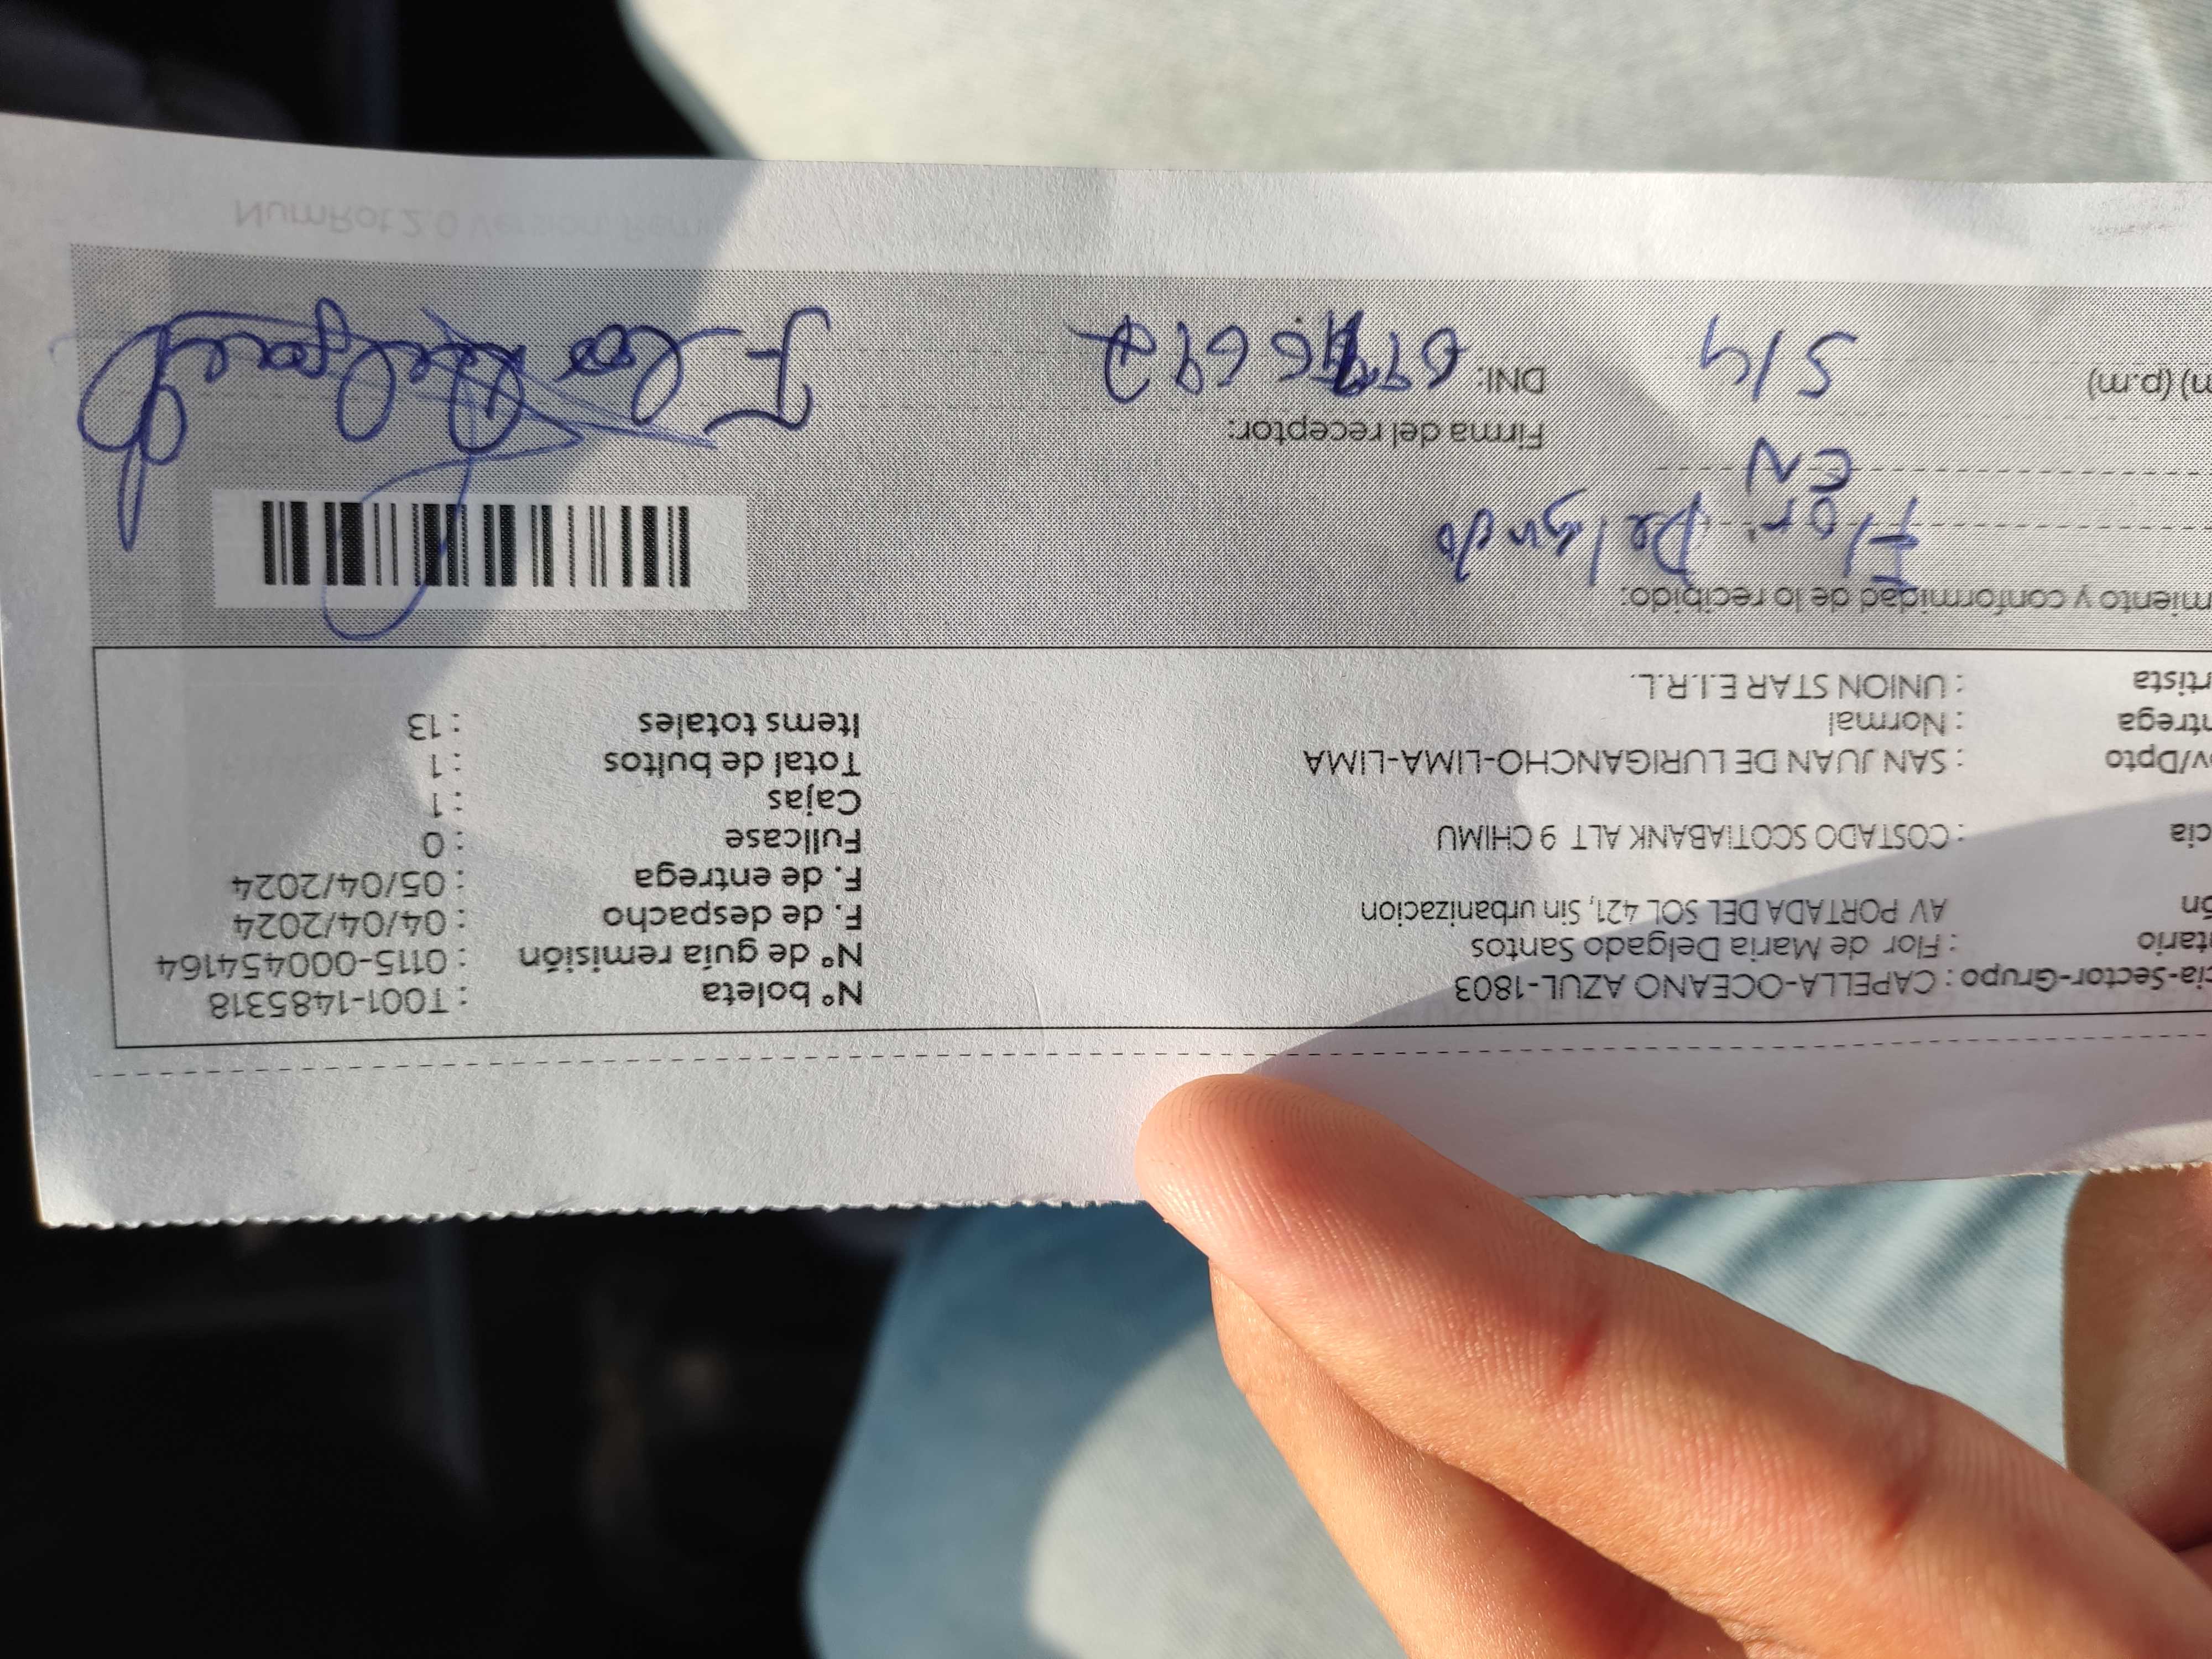 cia-Sector-Grupo : CAPELLA-OCEANO AZUL-1803
tario : Flor de Maria Delgado Santos
ón AV PORTADA DEL SOL 421, Sin urbanizacion
cia : COSTADO SCOTIABANK ALT 9 CHIMU
v/Dpto : SAN JUAN DE LURIGANCHO-LIMA-LIMA
ntrega : Normal
rtista : UNION STAR E.I.R.L.
N° boleta : T001-1485318
N° de guía remisión : 0115-000454164
F. de despacho : 04/04/2024
F. de entrega : 05/04/2024
Fullcase : 0
Cajas : 1
Total de bultos : 1
Items totales : 13
miento y conformidad de lo recibido:
Flor Delgado
EN
Firma del receptor:
m) (p.m) 5/4
DNI:
NumRot 2.0 Version: